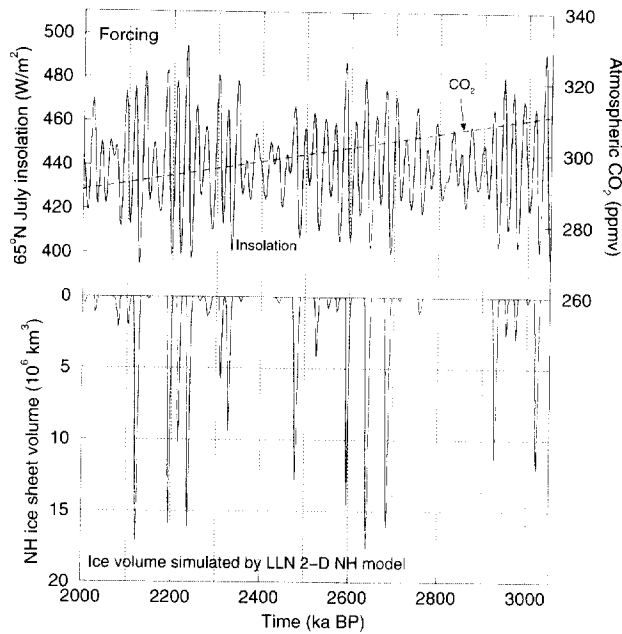 Forcing
CO2
Insolation
65°N July insolation (W/m²)
510
500
480
460
440
420
400
Atmospheric CO2 (ppmv)
340
320
300
280
260
NH ice sheet volume (10⁶ km³)
0
5
10
15
20
Ice volume simulated by LLN 2−D NH model
2000
2200
2400
2600
2800
3000
Time (ka BP)